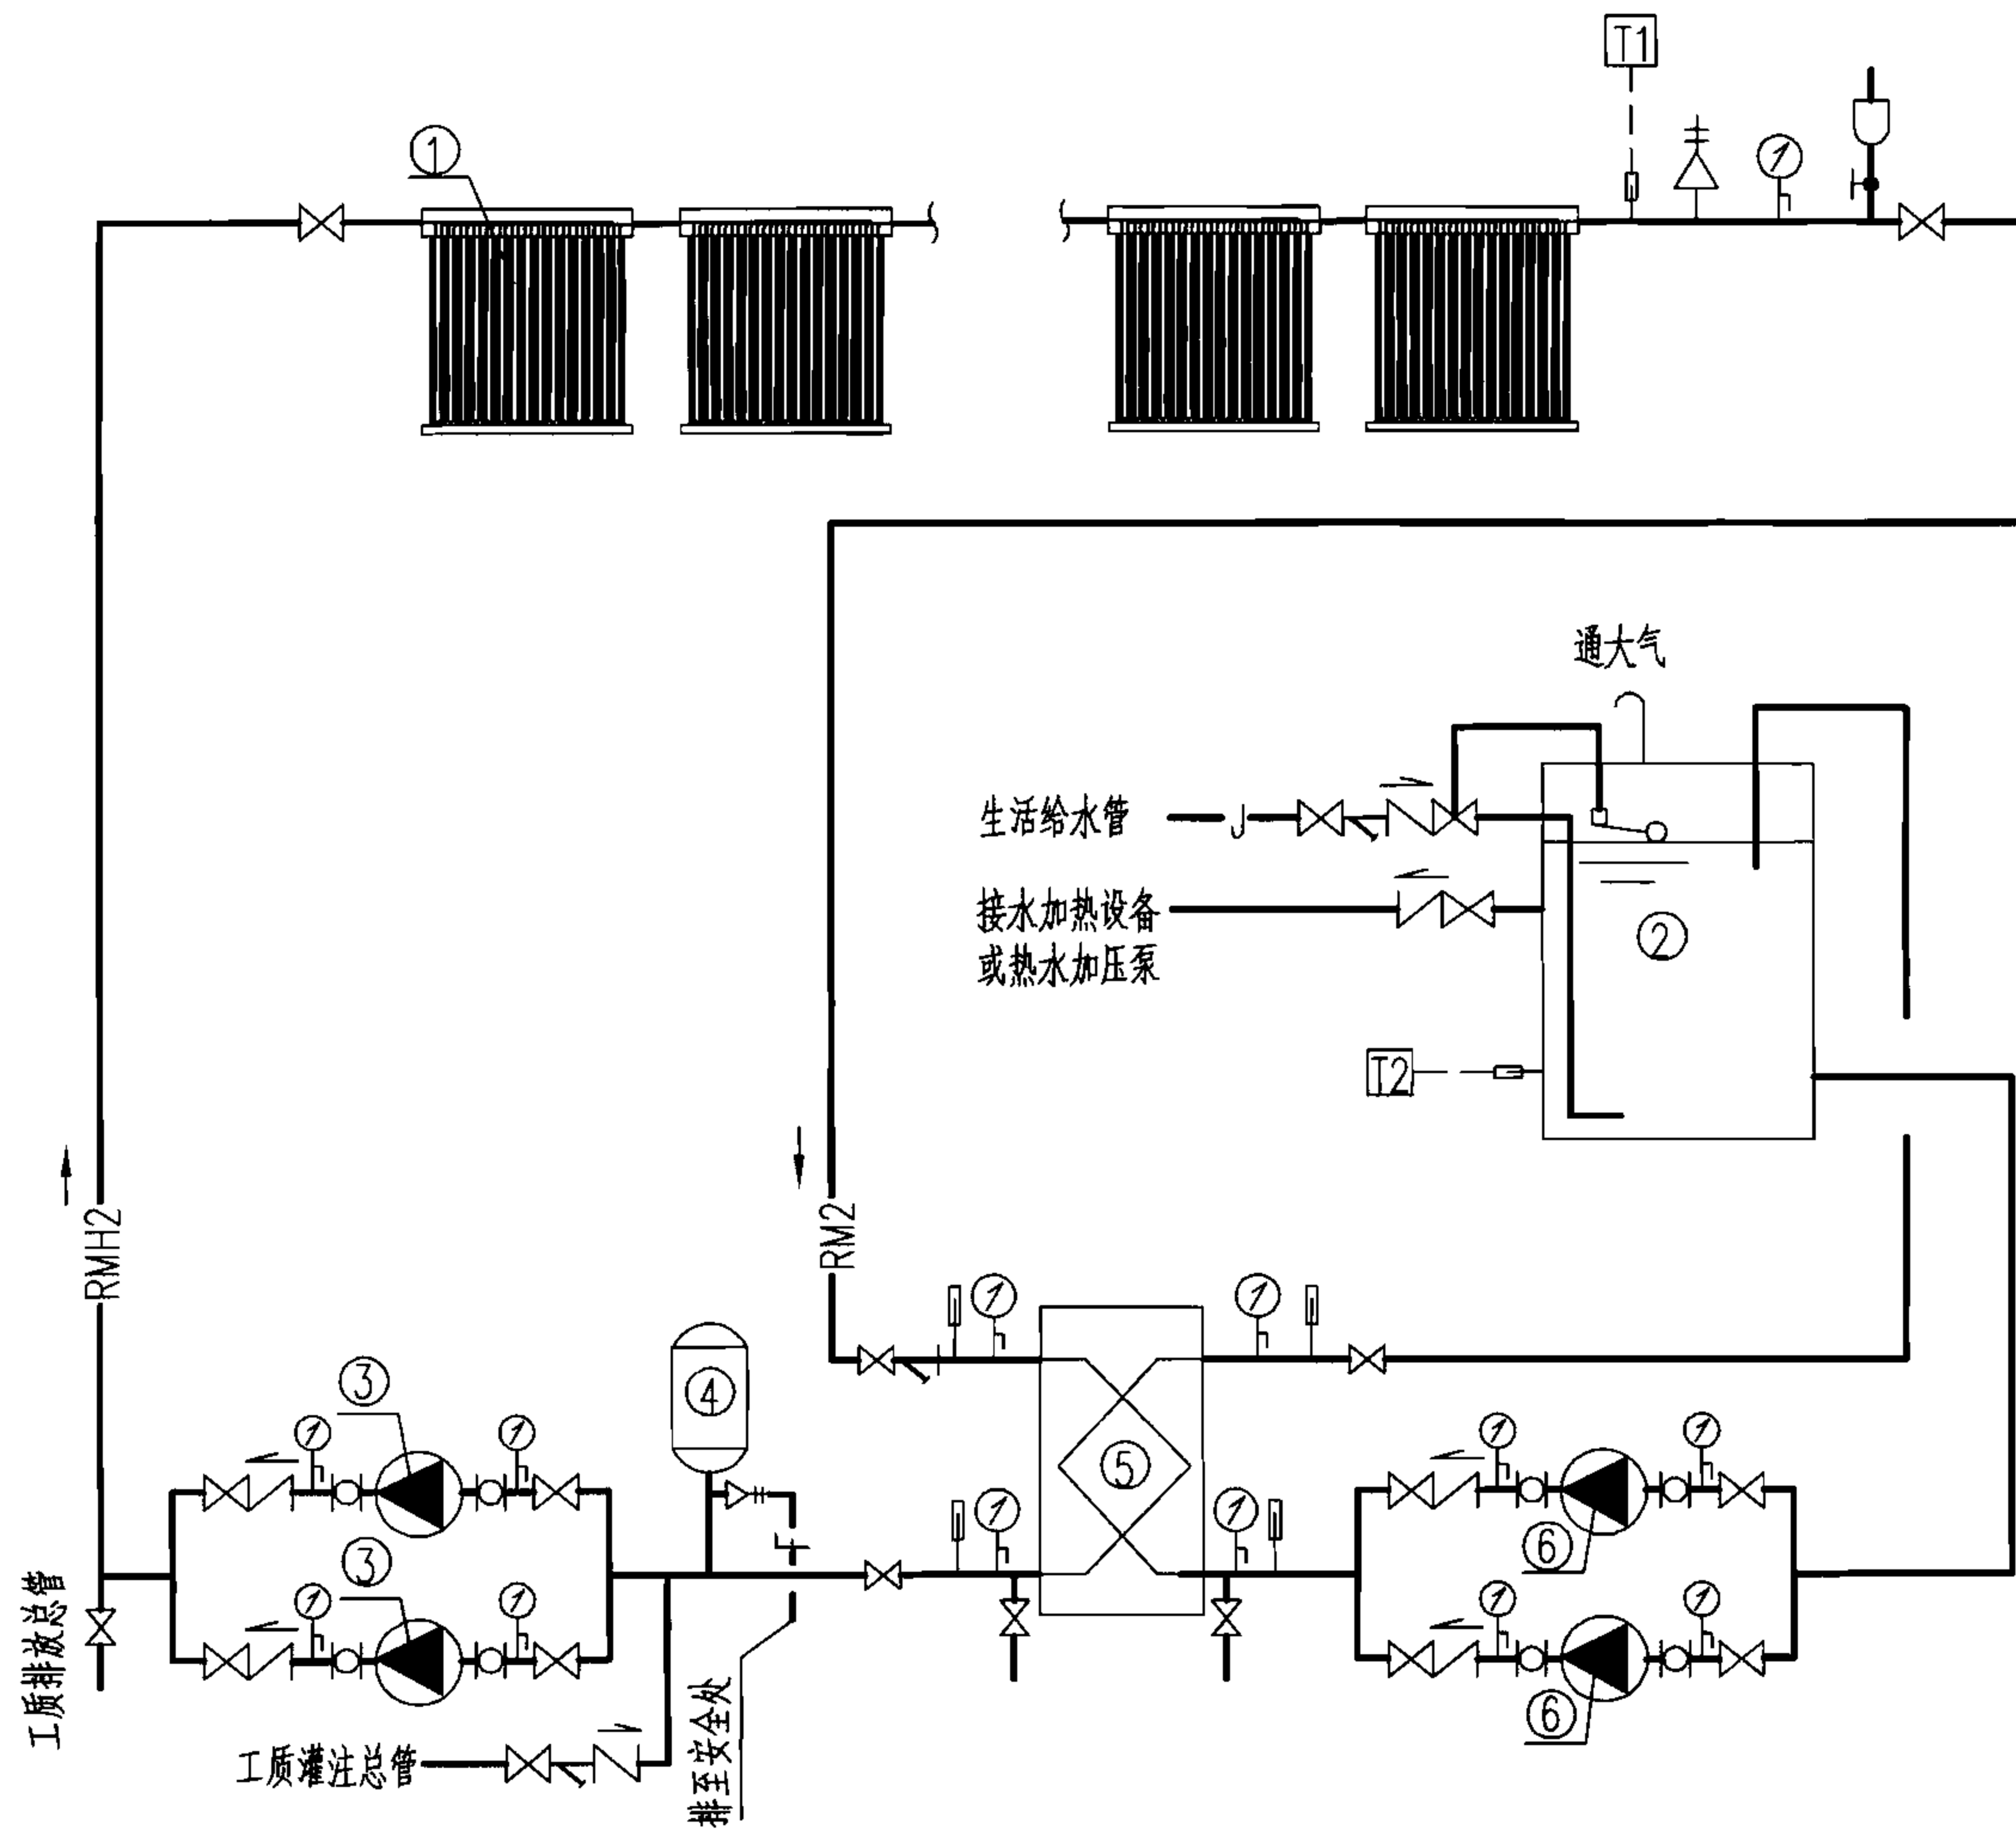 T1
①
通大气
生活给水管
J
接水加热设备
或热水加压泵
②
T2
RMH2
RM2
③
④
⑤
⑥
③
⑥
工质排液总管
工质灌注总管
排至安全处